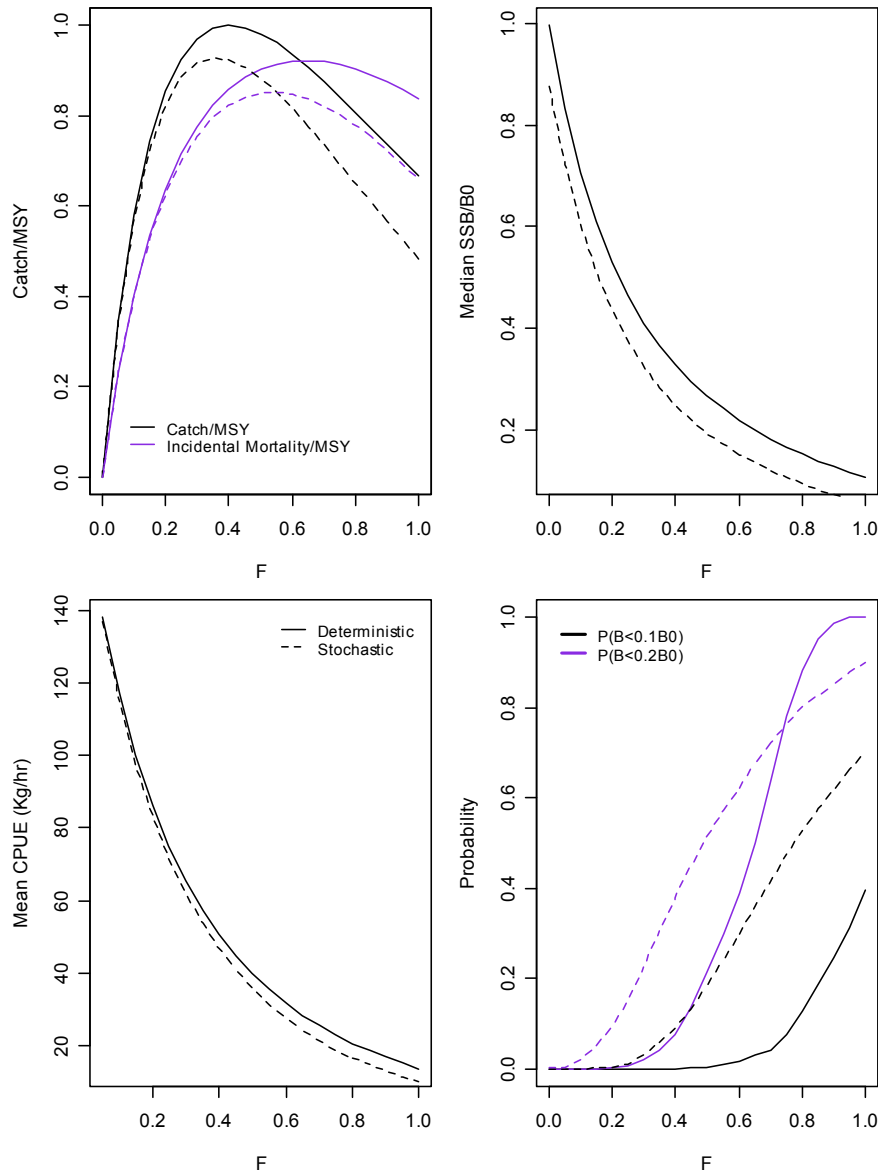 Catch/MSY
0.0 0.2 0.4 0.6 0.8 1.0
Catch/MSY
Incidental Mortality/MSY
0.0 0.2 0.4 0.6 0.8 1.0
F
Median SSB/B0
0.2 0.4 0.6 0.8 1.0
0.0 0.2 0.4 0.6 0.8 1.0
F
Mean CPUE (Kg/hr)
20 40 60 80 100 120 140
Deterministic
Stochastic
0.2 0.4 0.6 0.8 1.0
F
Probability
0.0 0.2 0.4 0.6 0.8 1.0
P(B<0.1B0)
P(B<0.2B0)
0.0 0.2 0.4 0.6 0.8 1.0
F